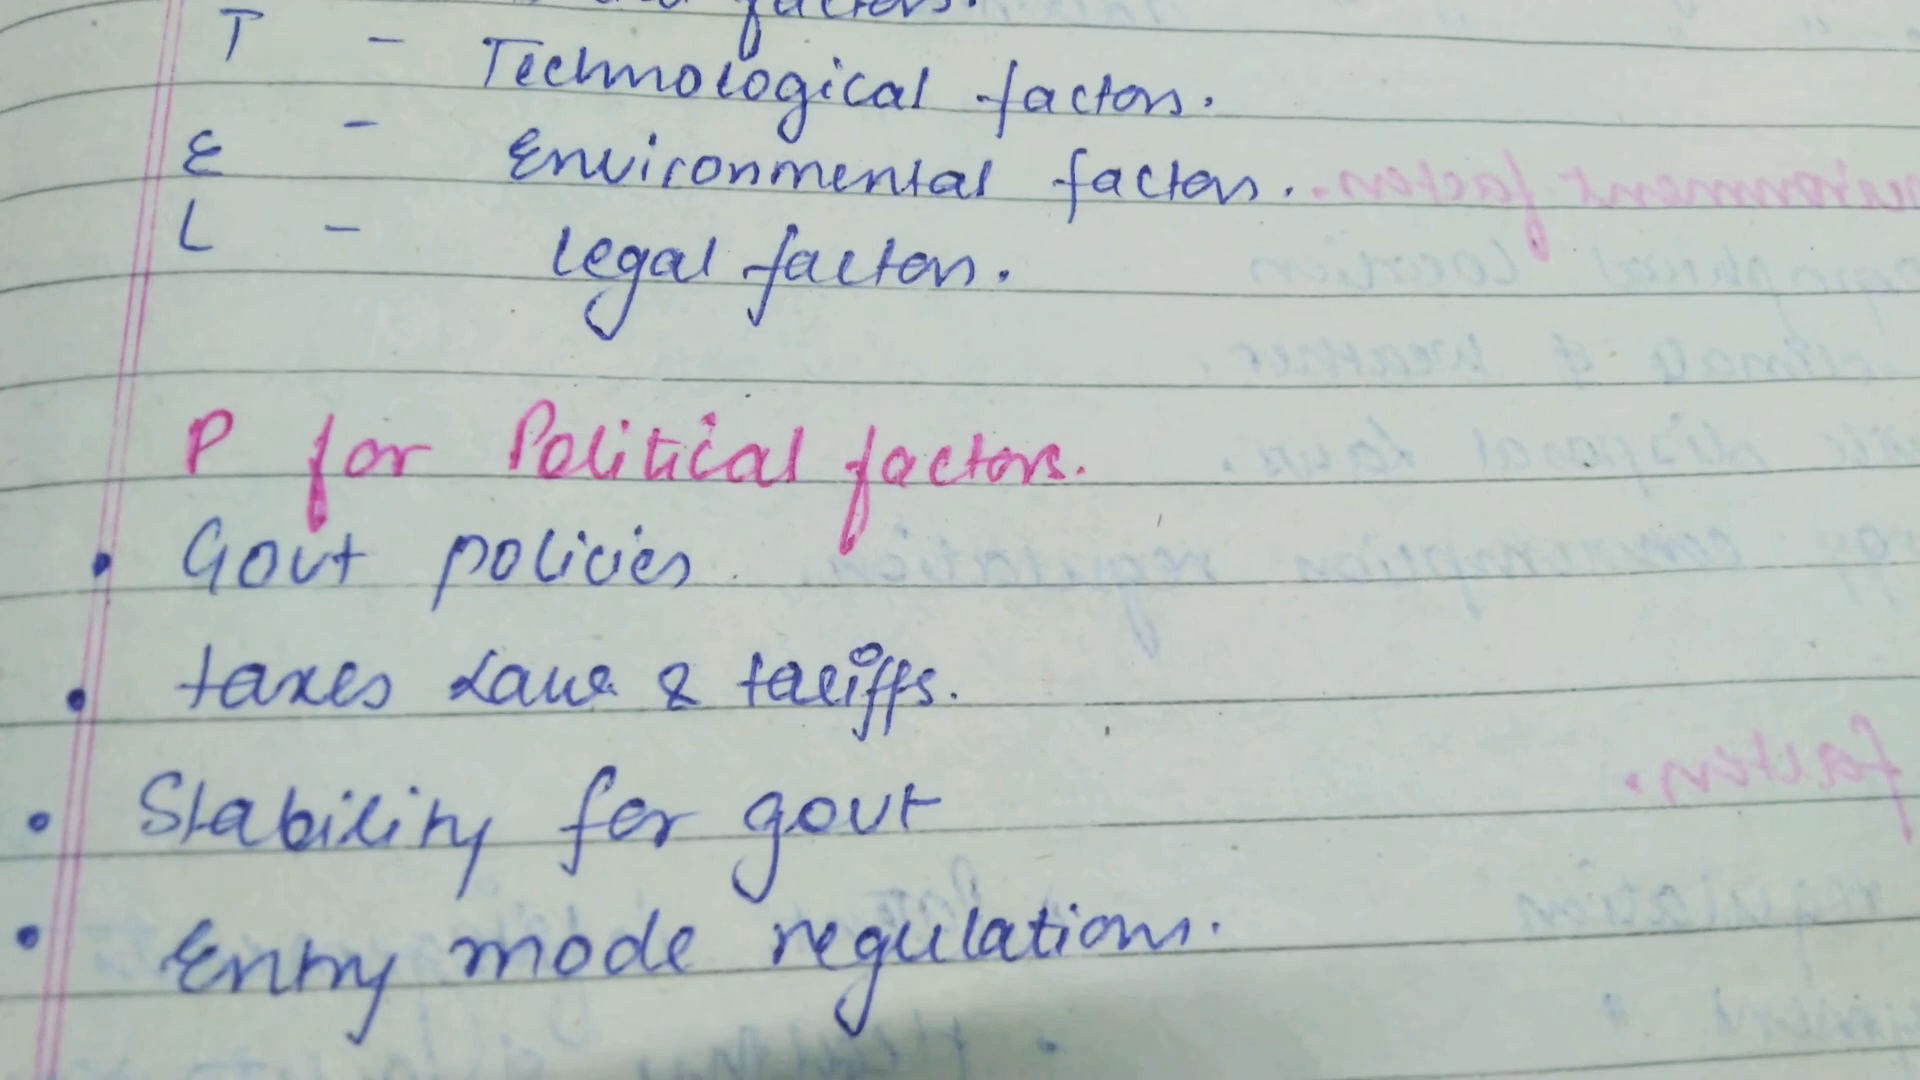 factors.
T - Technological factors.
E - Environmental factors.
L - Legal factors.
P for Political factors.
• Govt policies.
• taxes Laws & tariffs.
• Stability for govt
• Entry mode regulations.